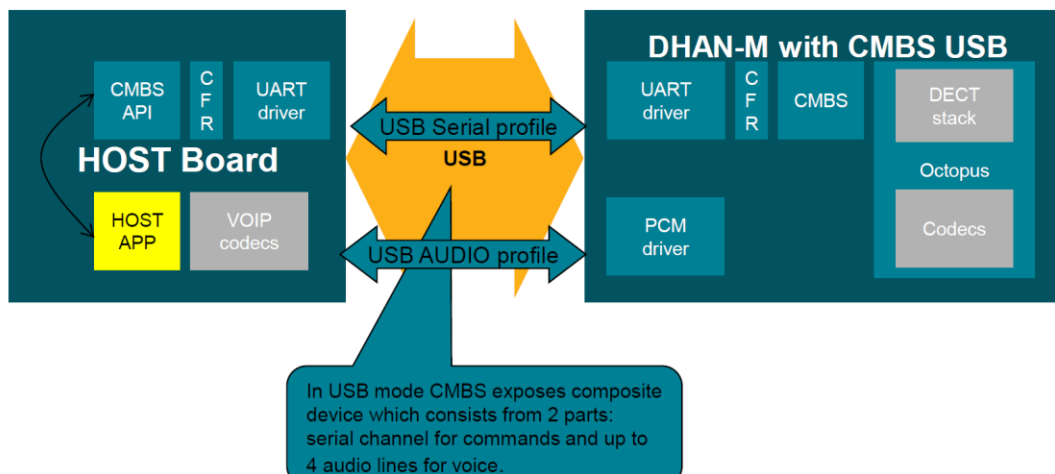 HOST Board
CMBS
API
C
F
R
UART
driver
HOST
APP
VOIP
codecs
USB Serial profile
USB
USB AUDIO profile
DHAN-M with CMBS USB
UART
driver
C
F
R
CMBS
DECT
stack
Octopus
PCM
driver
Codecs
In USB mode CMBS exposes composite
device which consists from 2 parts:
serial channel for commands and up to
4 audio lines for voice.